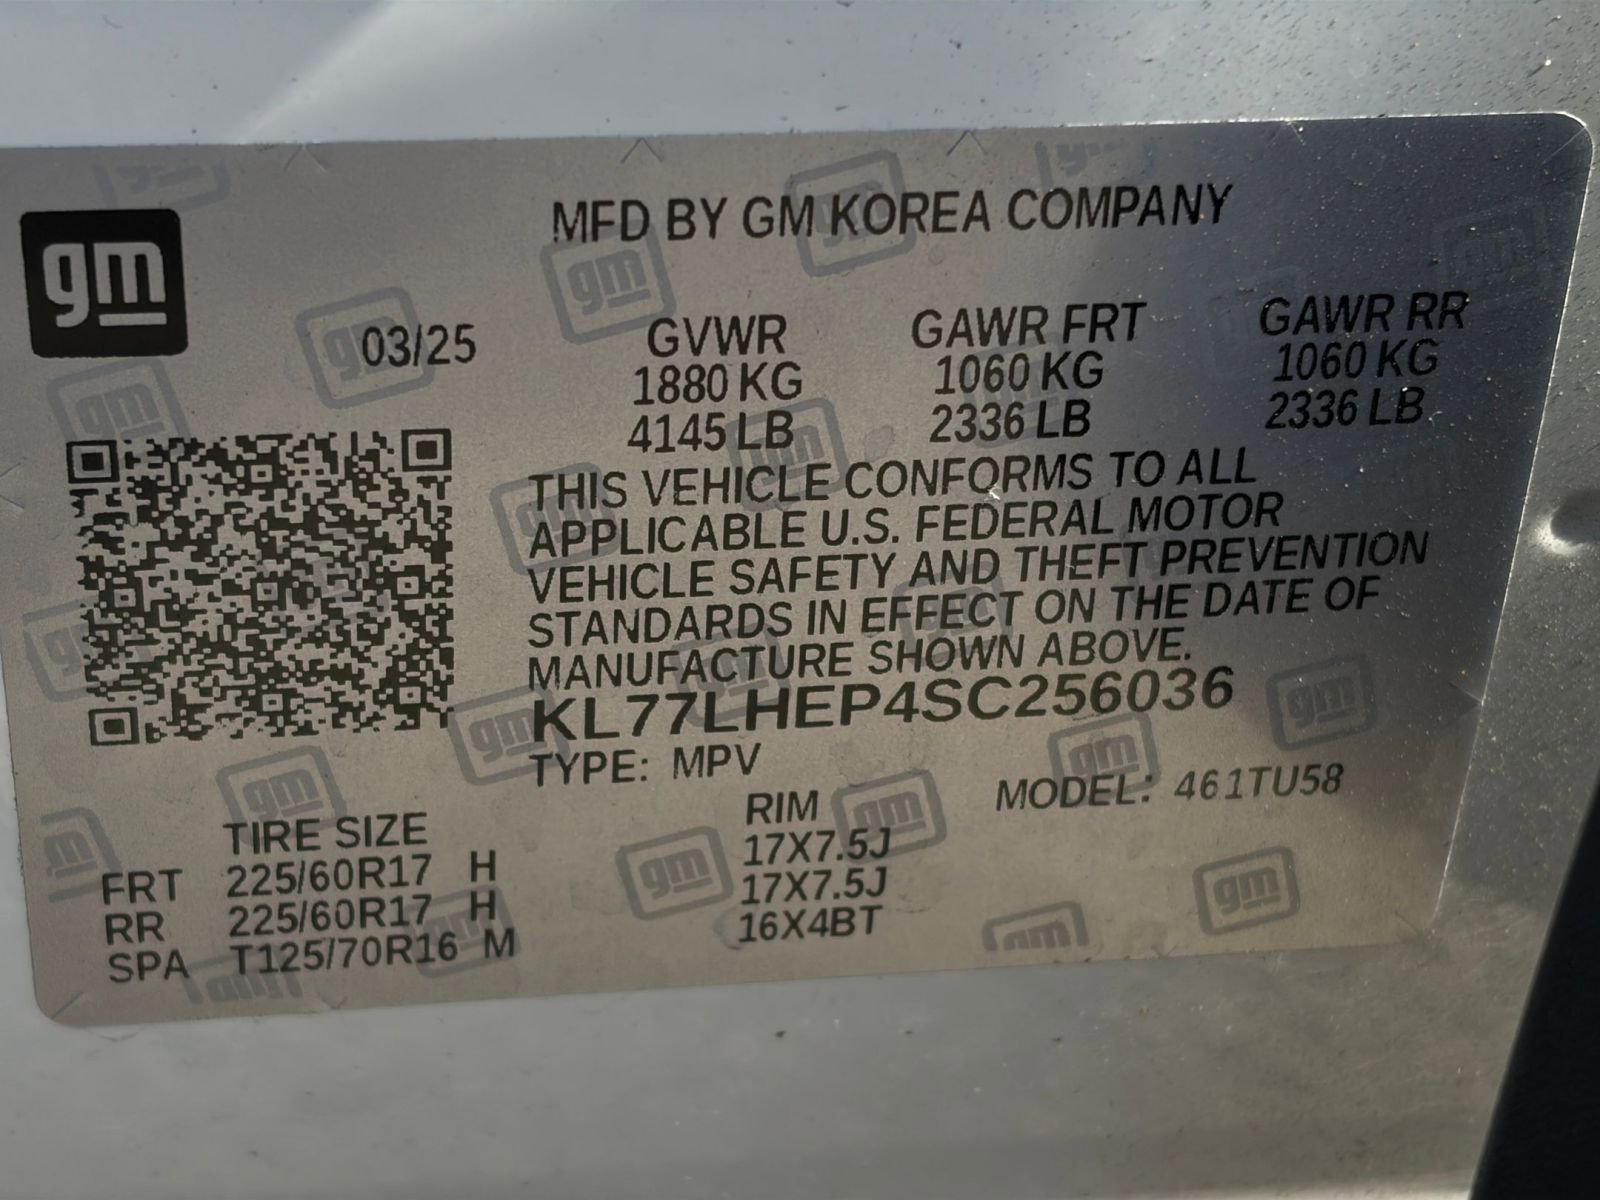 gm
MFD BY GM KOREA COMPANY
03/25
GVWR GAWR FRT GAWR RR
1880 KG 1060 KG 1060 KG
4145 LB 2336 LB 2336 LB
THIS VEHICLE CONFORMS TO ALL
APPLICABLE U.S. FEDERAL MOTOR
VEHICLE SAFETY AND THEFT PREVENTION
STANDARDS IN EFFECT ON THE DATE OF
MANUFACTURE SHOWN ABOVE.
KL77LHEP4SC256036
TYPE: MPV MODEL: 461TU58
TIRE SIZE RIM
FRT 225/60R17 H 17X7.5J
RR 225/60R17 H 17X7.5J
SPA T125/70R16 M 16X4BT